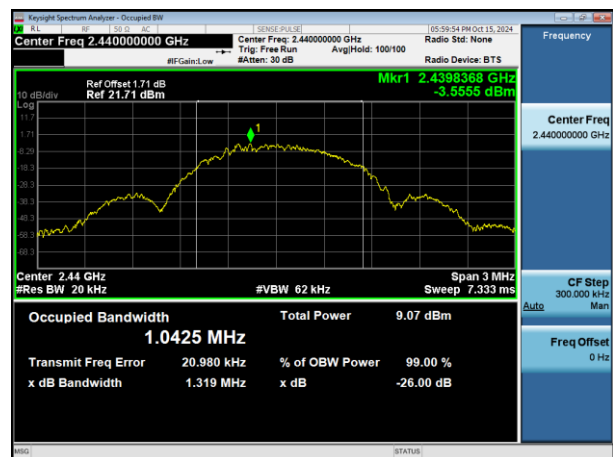 Keysight Spectrum Analyzer - Occupied BW
RL RF 50 Ω AC SENSE:PULSE 05:59:54 PM Oct 15, 2024
Center Freq 2.440000000 GHz Center Freq: 2.440000000 GHz Radio Std: None Frequency
Trig: Free Run Avg|Hold: 100/100
#IFGain:Low #Atten: 30 dB Radio Device: BTS
Ref Offset 1.71 dB Mkr1 2.4398368 GHz
10 dB/div Ref 21.71 dBm -3.5555 dBm
Log
11.7
1
1.71
-8.29
-18.3
-28.3
-38.3
-48.3
-58.3
-68.3
Center Freq
2.440000000 GHz
Center 2.44 GHz Span 3 MHz
#Res BW 20 kHz #VBW 62 kHz Sweep 7.333 ms
CF Step
300.000 kHz
Auto Man
Occupied Bandwidth Total Power 9.07 dBm
1.0425 MHz
Transmit Freq Error 20.980 kHz % of OBW Power 99.00 %
x dB Bandwidth 1.319 MHz x dB -26.00 dB
Freq Offset
0 Hz
MSG STATUS